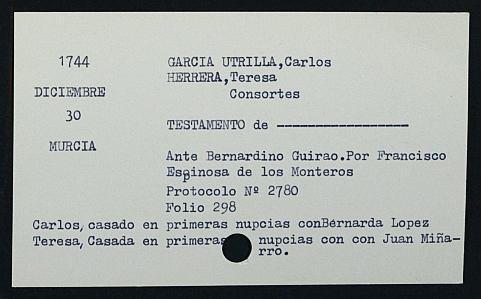 1744
DICIEMBRE
30
MURCIA
GARCIA UTRILLA,Carlos
HERRERA,Teresa
Consortes
TESTAMENTO de -----------------
Ante Bernardino Guirao.Por Francisco
Espinosa de los Monteros
Protocolo Nº 2780
Folio 298
Carlos,casado en primeras nupcias conBernarda Lopez
Teresa,Casada en primeras nupcias con con Juan Miña-
rro.